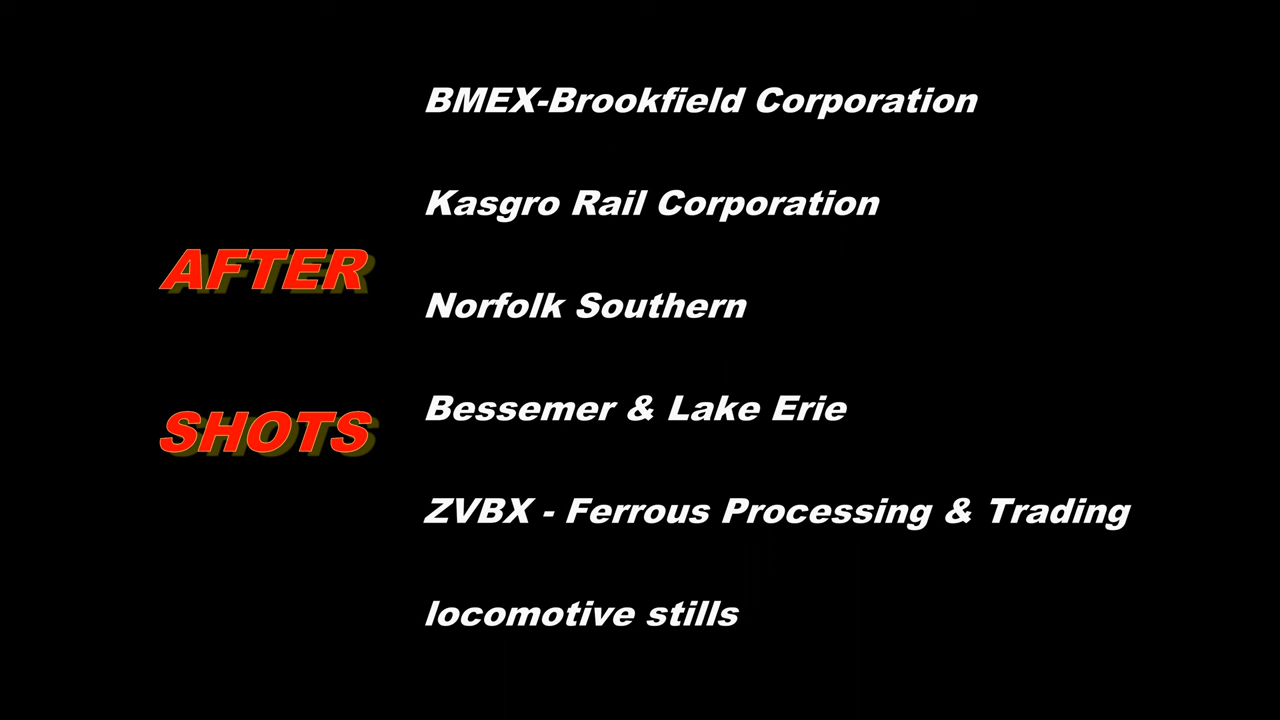 AFTER
SHOTS
BMEX-Brookfield Corporation
Kasgro Rail Corporation
Norfolk Southern
Bessemer & Lake Erie
ZVBX - Ferrous Processing & Trading
locomotive stills